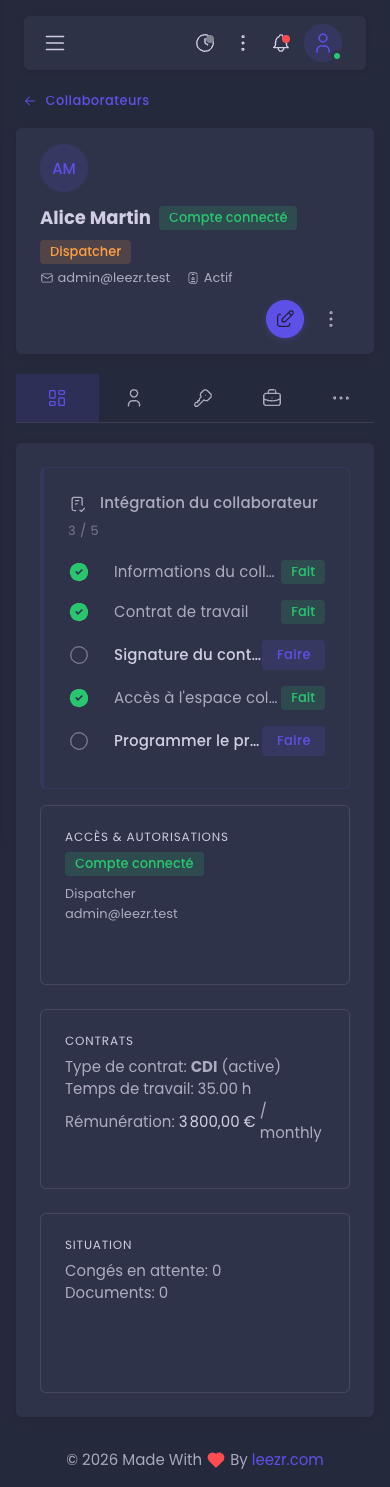 Collaborateurs
AM
Alice Martin Compte connecté
Dispatcher
admin@leezr.test Actif
Intégration du collaborateur
3 / 5
Informations du coll... Fait
Contrat de travail Fait
Signature du cont... Faire
Accès à l'espace col... Fait
Programmer le pr... Faire
ACCÈS & AUTORISATIONS
Compte connecté
Dispatcher
admin@leezr.test
CONTRATS
Type de contrat: CDI (active)
Temps de travail: 35.00 h
Rémunération: 3 800,00 € /
monthly
SITUATION
Congés en attente: 0
Documents: 0
© 2026 Made With By leezr.com